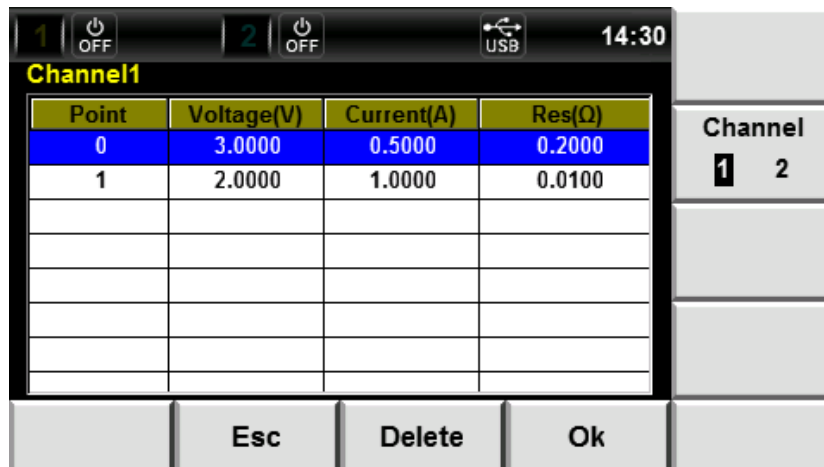 1 OFF 2 OFF USB 14:30
Channel1
Point Voltage(V) Current(A) Res(Ω)
0 3.0000 0.5000 0.2000
1 2.0000 1.0000 0.0100
Channel
1 2
Esc Delete Ok